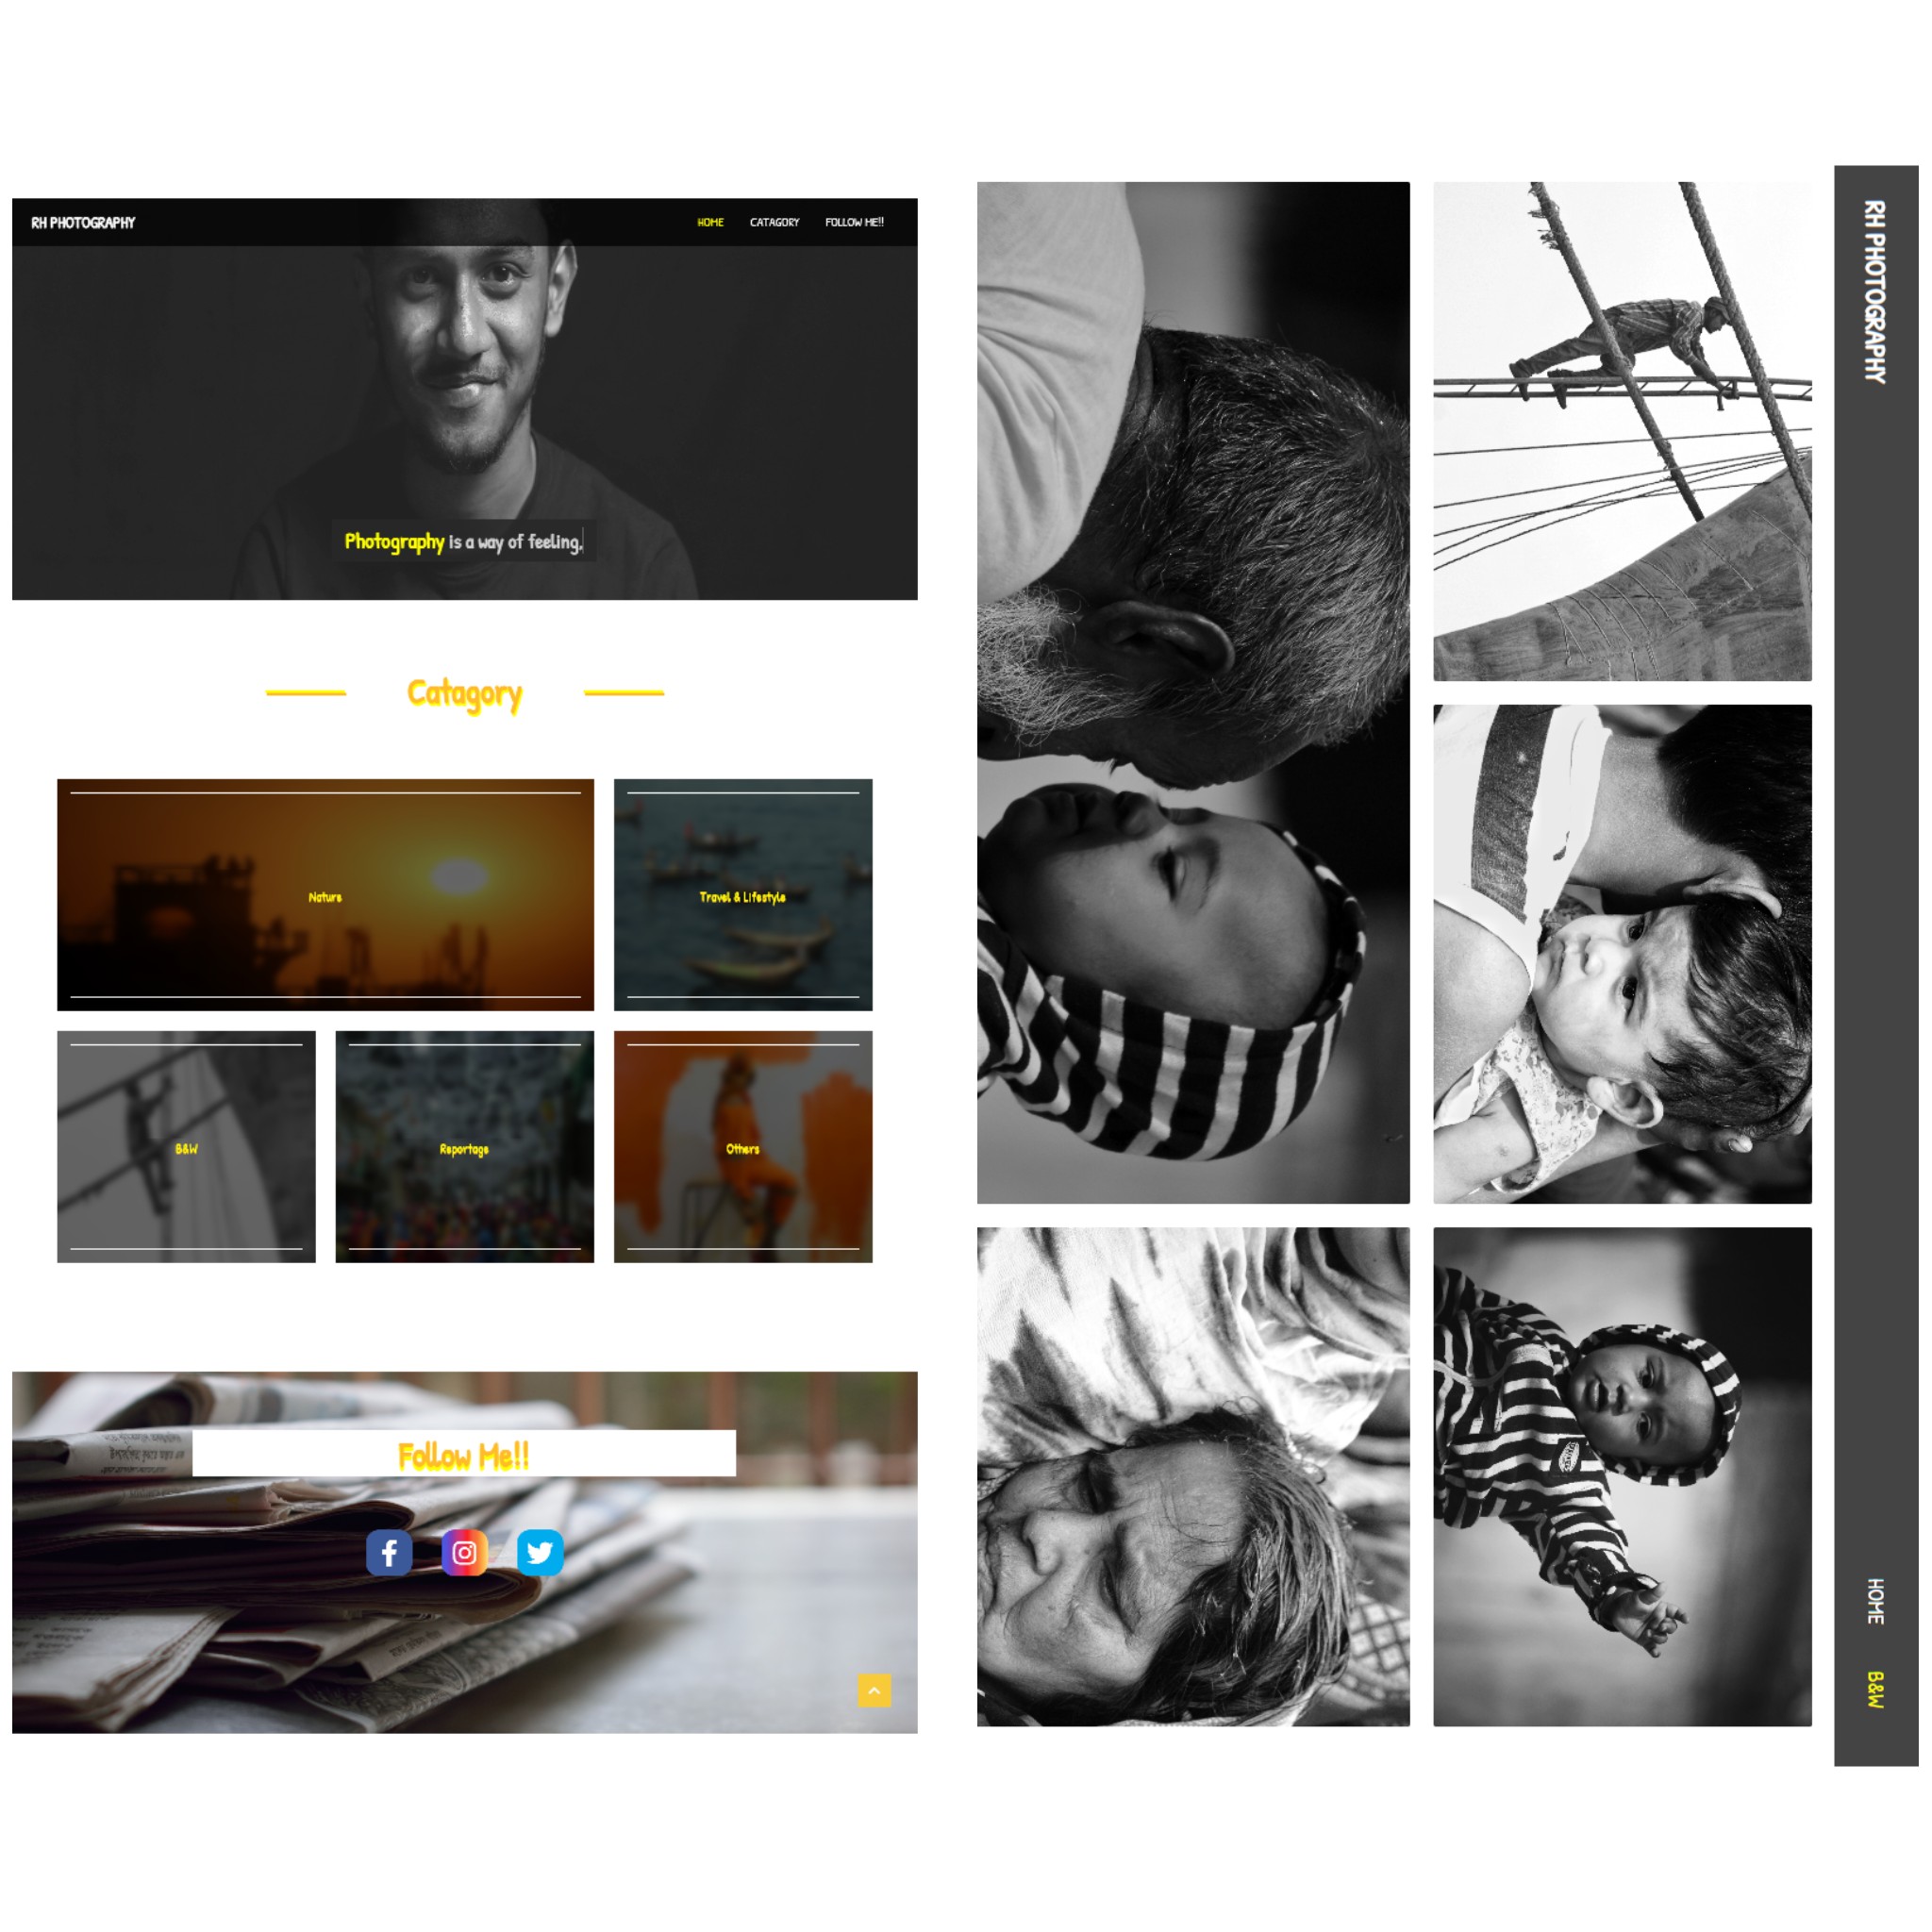 RH PHOTOGRAPHY
HOME CATAGORY FOLLOW ME!!
Photography is a way of feeling.
Catagory
Nature
Travel & Lifestyle
B&W
Reportage
Others
Follow Me!!
RH PHOTOGRAPHY
HOME
B&W